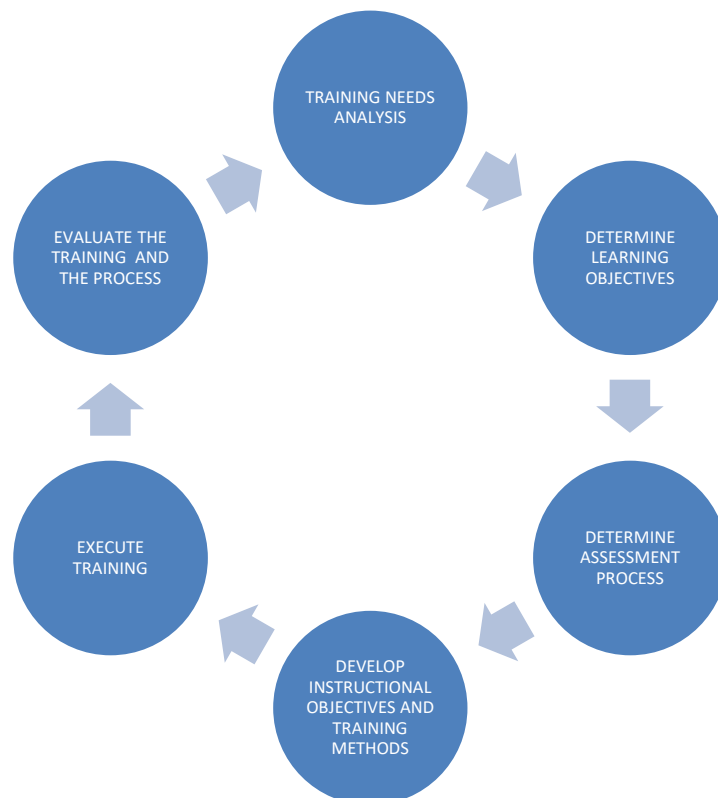 TRAINING NEEDS
ANALYSIS
DETERMINE
LEARNING
OBJECTIVES
DETERMINE
ASSESSMENT
PROCESS
DEVELOP
INSTRUCTIONAL
OBJECTIVES AND
TRAINING
METHODS
EXECUTE
TRAINING
EVALUATE THE
TRAINING  AND
THE PROCESS